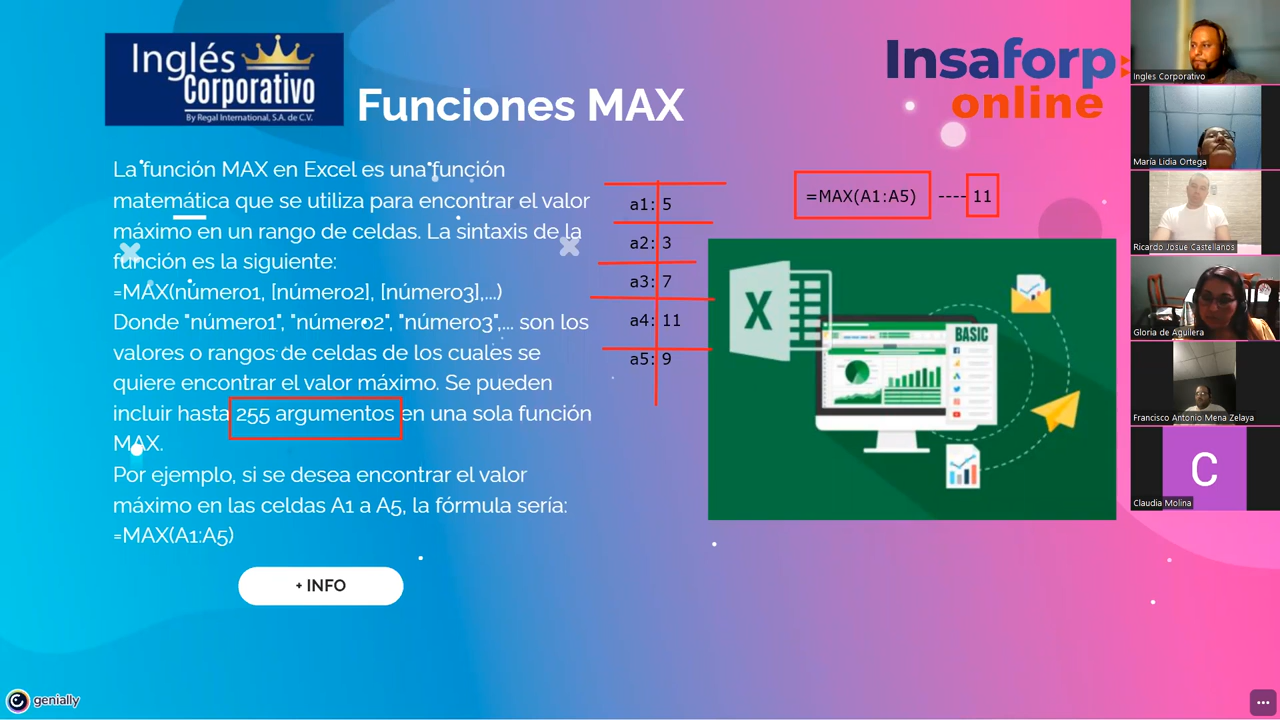 Inglés
Corporativo
By Regal International, S.A. de C.V.
Funciones MAX
Insaforp
online
La función MAX en Excel es una función
matemática que se utiliza para encontrar el valor
máximo en un rango de celdas. La sintaxis de la
función es la siguiente:
=MAX(número1, [número2], [número3],...)
Donde "número1", "número2", "número3",... son los
valores o rangos de celdas de los cuales se
quiere encontrar el valor máximo. Se pueden
incluir hasta 255 argumentos en una sola función
MAX.
Por ejemplo, si se desea encontrar el valor
máximo en las celdas A1 a A5, la fórmula sería:
=MAX(A1:A5)
+ INFO
a1: 5
a2: 3
a3: 7
a4: 11
a5: 9
=MAX(A1:A5) ---- 11
X
BASIC
Ingles Corporativo
María Lidia Ortega
Ricardo Josue Castellanos
Gloria de Aguilera
Francisco Antonio Mena Zelaya
C
Claudia Molina
genially